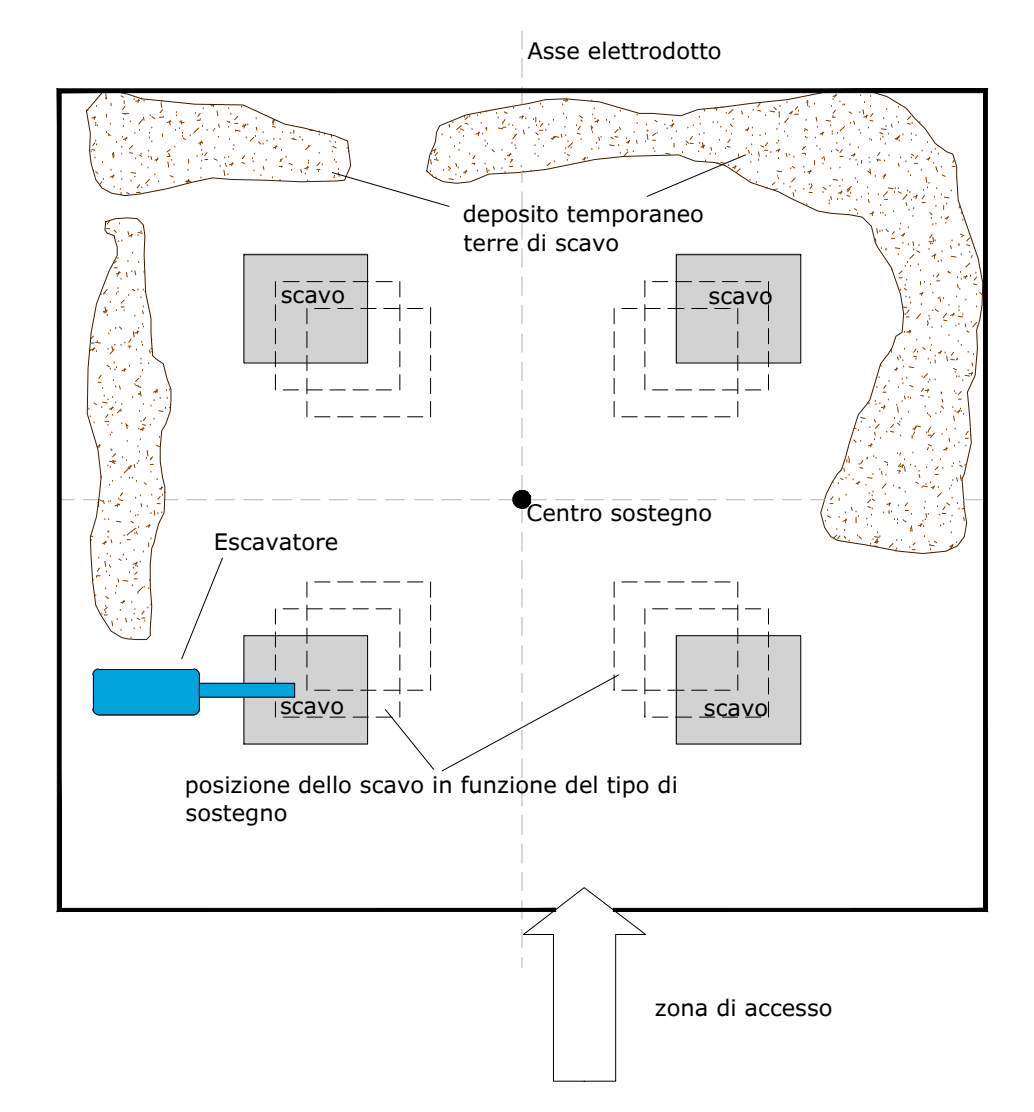 Asse elettrodotto
deposito temporaneo
terre di scavo
scavo
scavo
Centro sostegno
Escavatore
scavo
scavo
posizione dello scavo in funzione del tipo di
sostegno
zona di accesso